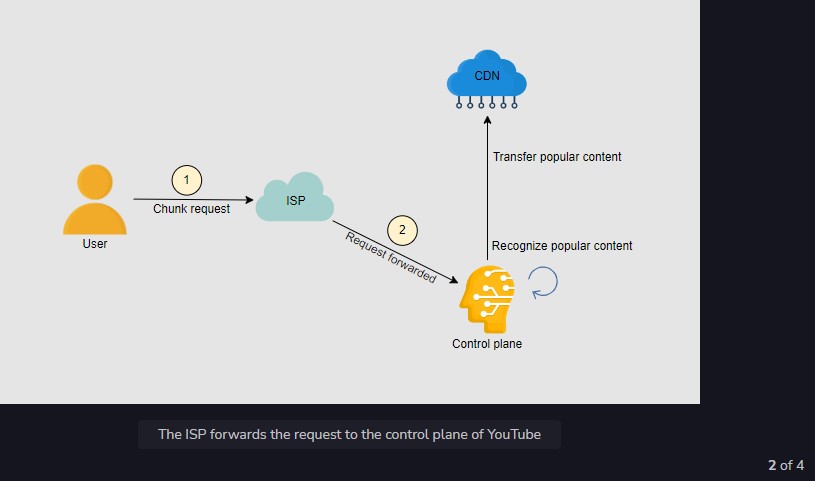 CDN
Transfer popular content
1
Chunk request
ISP
User
2
Request forwarded
Recognize popular content
Control plane
The ISP forwards the request to the control plane of YouTube
2 of 4